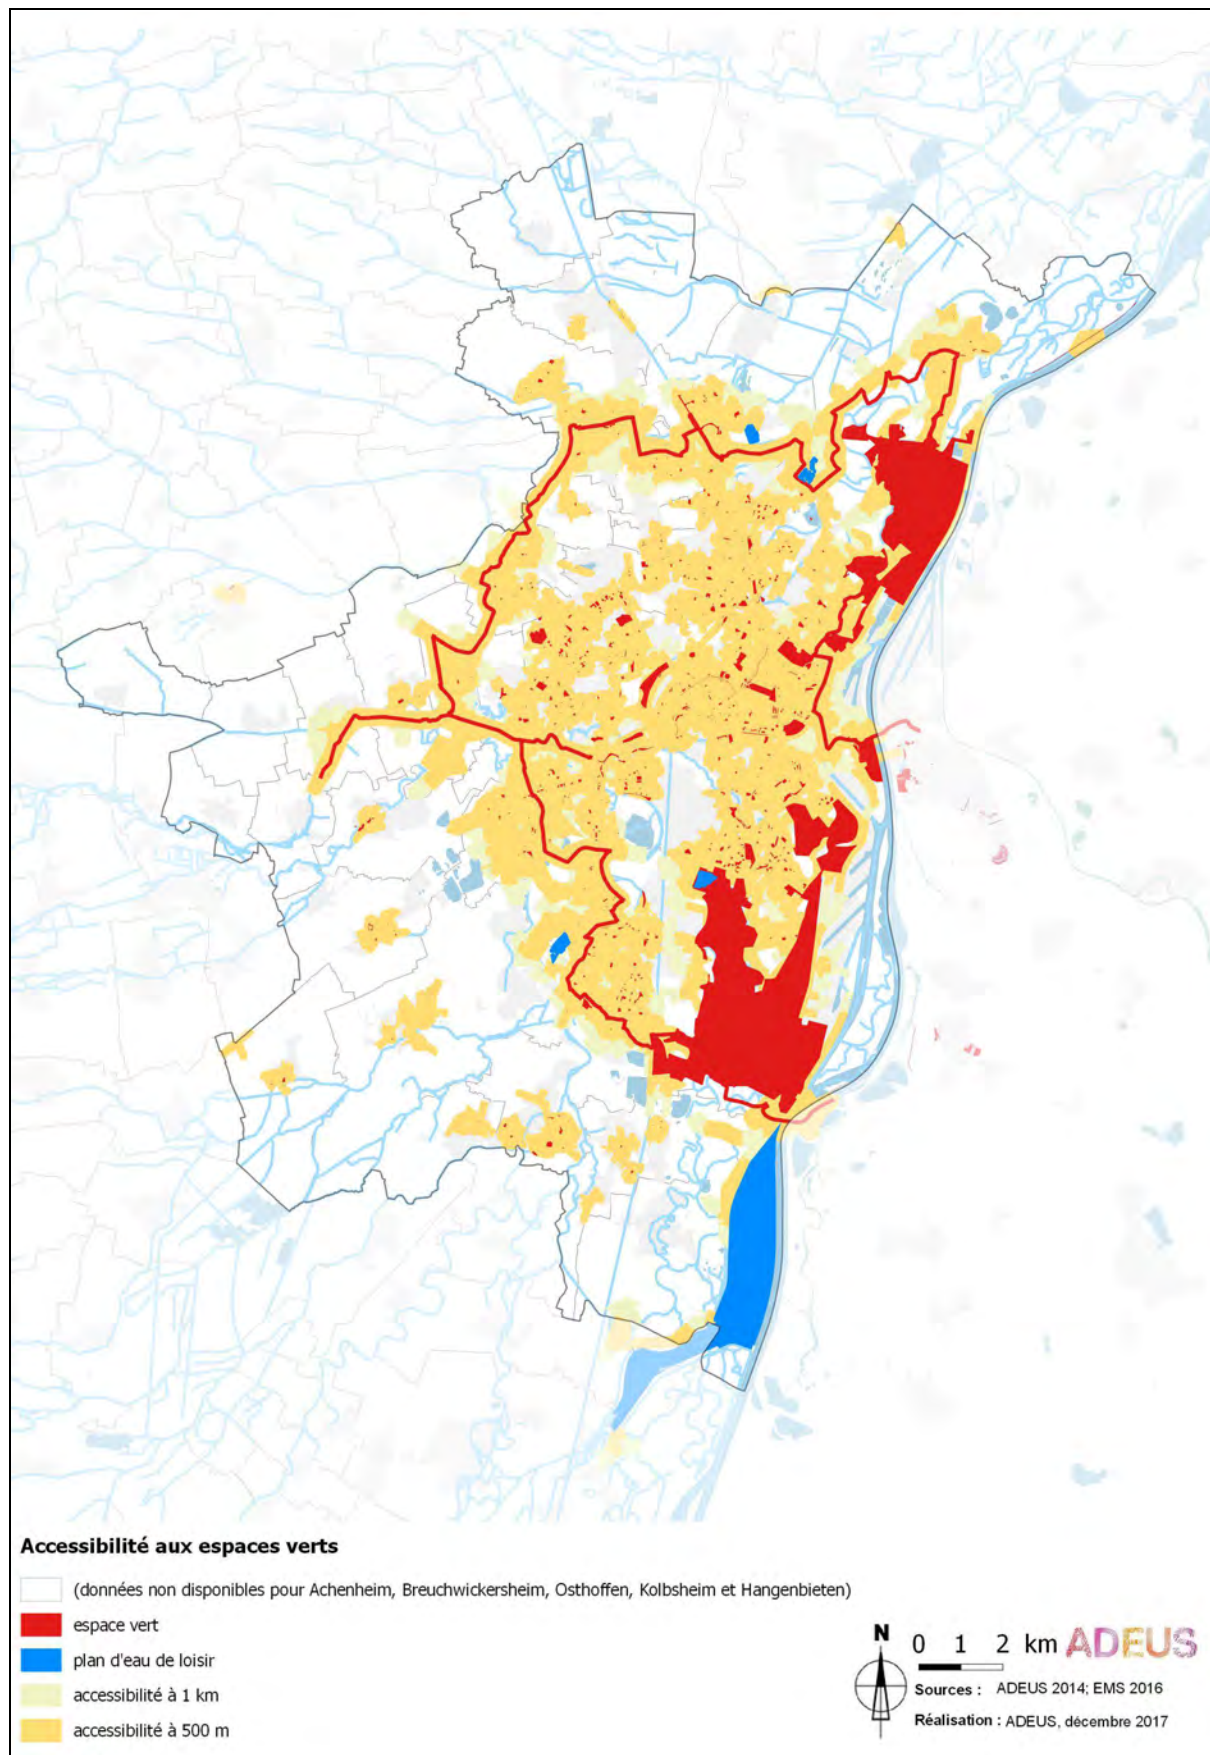 Accessibilité aux espaces verts
(données non disponibles pour Achenheim, Breuchwickersheim, Osthoffen, Kolbsheim et Hangenbieten)
espace vert
plan d'eau de loisir
accessibilité à 1 km
accessibilité à 500 m
N
0 1 2 km ADEUS
Sources : ADEUS 2014; EMS 2016
Réalisation : ADEUS, décembre 2017